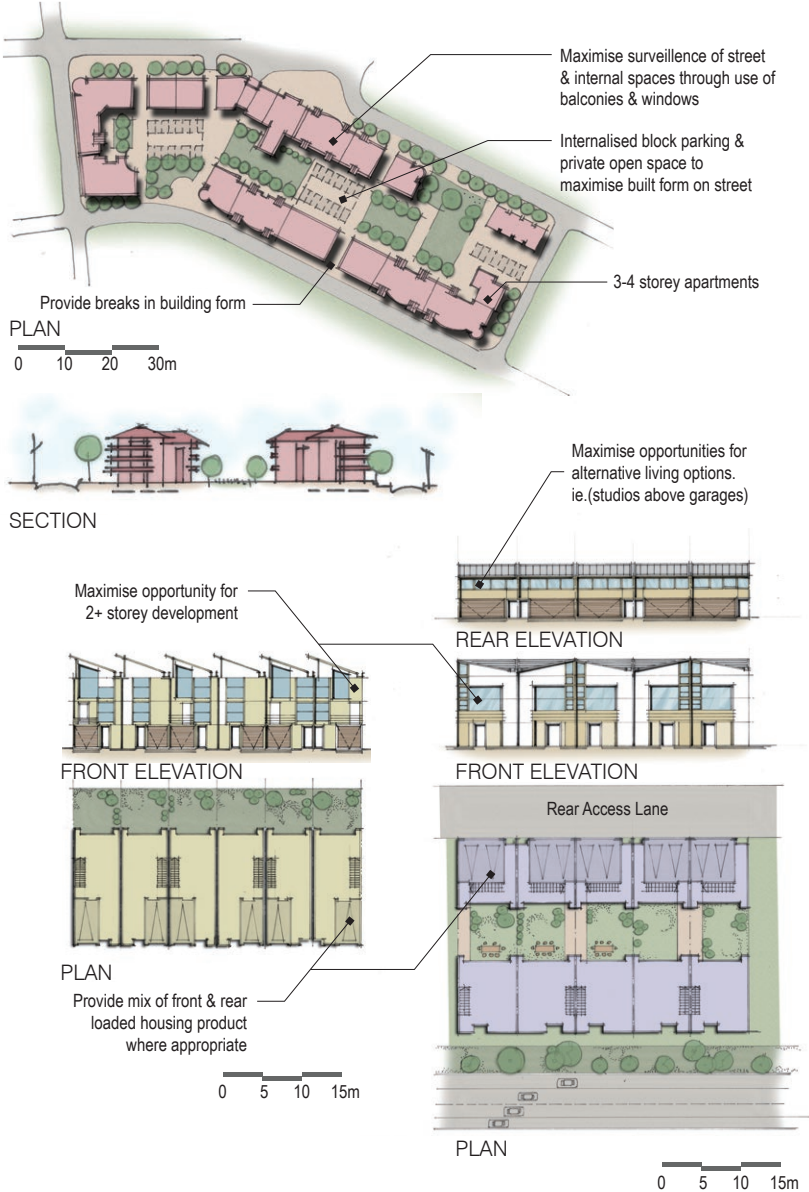 Maximise surveillence of street
& internal spaces through use of
balconies & windows
Internalised block parking &
private open space to
maximise built form on street
3-4 storey apartments
Provide breaks in building form
PLAN
0 10 20 30m
SECTION
Maximise opportunities for
alternative living options.
ie.(studios above garages)
Maximise opportunity for
2+ storey development
REAR ELEVATION
FRONT ELEVATION
FRONT ELEVATION
Rear Access Lane
PLAN
Provide mix of front & rear
loaded housing product
where appropriate
0 5 10 15m
PLAN
0 5 10 15m